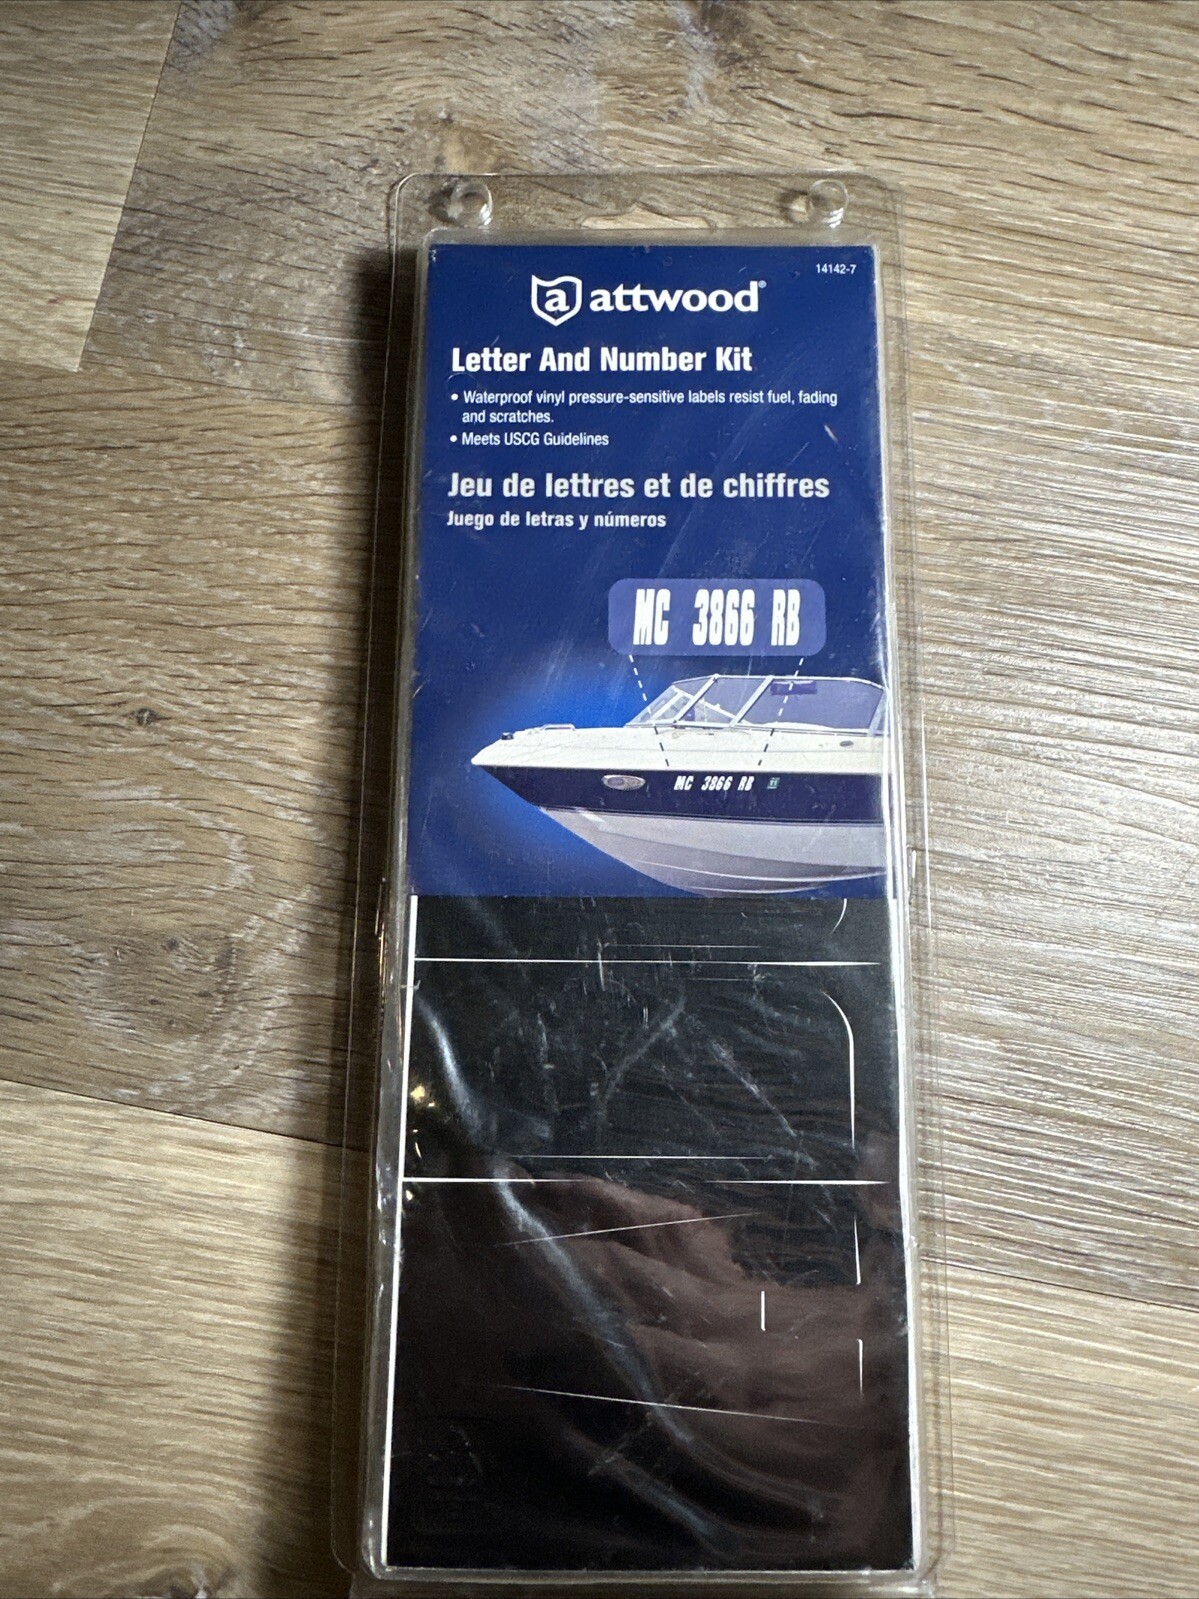 14142-7
a attwood®
Letter And Number Kit
• Waterproof vinyl pressure-sensitive labels resist fuel, fading
and scratches.
• Meets USCG Guidelines
Jeu de lettres et de chiffres
Juego de letras y números
MC 3866 RB
MC 3866 RB